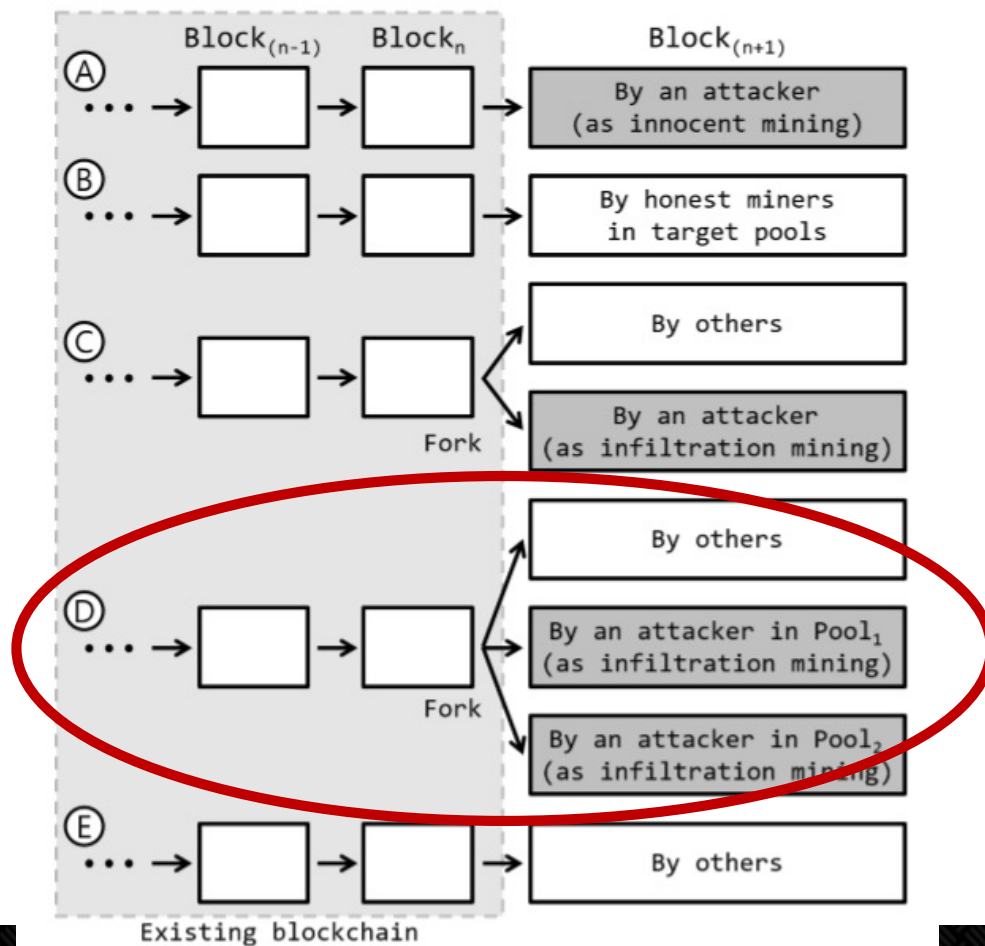 Block(n-1) Blockn Block(n+1)
A
... By an attacker
(as innocent mining)
B
... By honest miners
in target pools
C
By others
...
By an attacker
Fork
(as infiltration mining)
By others
D
... By an attacker in Pool1
(as infiltration mining)
Fork
By an attacker in Pool2
(as infiltration mining)
E
... By others
Existing blockchain